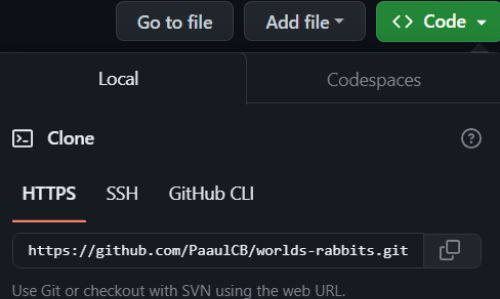 Go to file Add file <> Code
Local Codespaces
Clone
HTTPS SSH GitHub CLI
https://github.com/PaaulCB/worlds-rabbits.git
Use Git or checkout with SVN using the web URL.